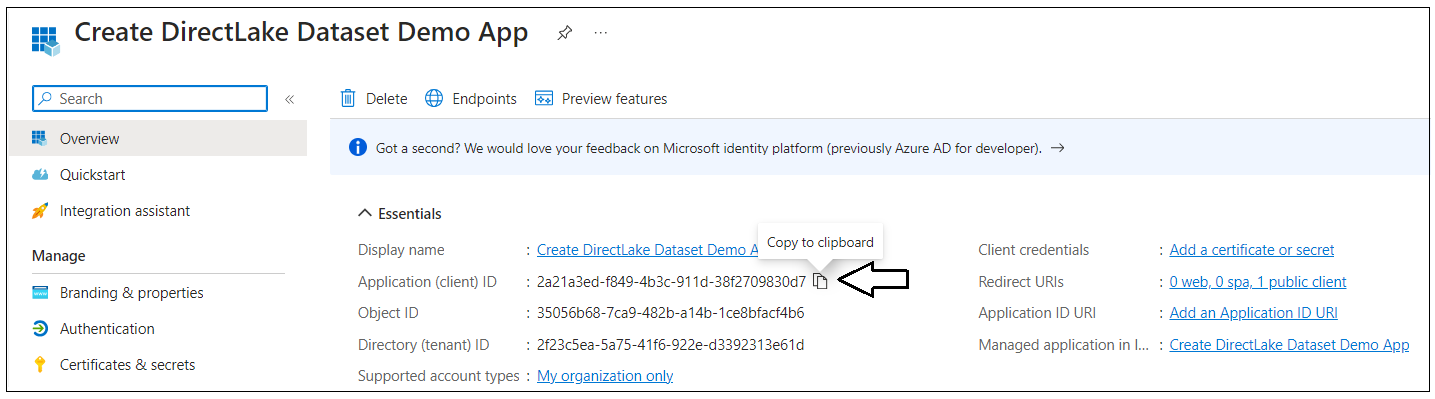 Create DirectLake Dataset Demo App
Search
Overview
Quickstart
Integration assistant
Manage
Branding & properties
Authentication
Certificates & secrets
Delete Endpoints Preview features
Got a second? We would love your feedback on Microsoft identity platform (previously Azure AD for developer).
Essentials
Copy to clipboard
Display name : Create DirectLake Dataset Demo A
Application (client) ID : 2a21a3ed-f849-4b3c-911d-38f2709830d7
Object ID : 35056b68-7ca9-482b-a14b-1ce8bfacf4b6
Directory (tenant) ID : 2f23c5ea-5a75-41f6-922e-d3392313e61d
Supported account types : My organization only
Client credentials : Add a certificate or secret
Redirect URIs : 0 web, 0 spa, 1 public client
Application ID URI : Add an Application ID URI
Managed application in l... : Create DirectLake Dataset Demo App